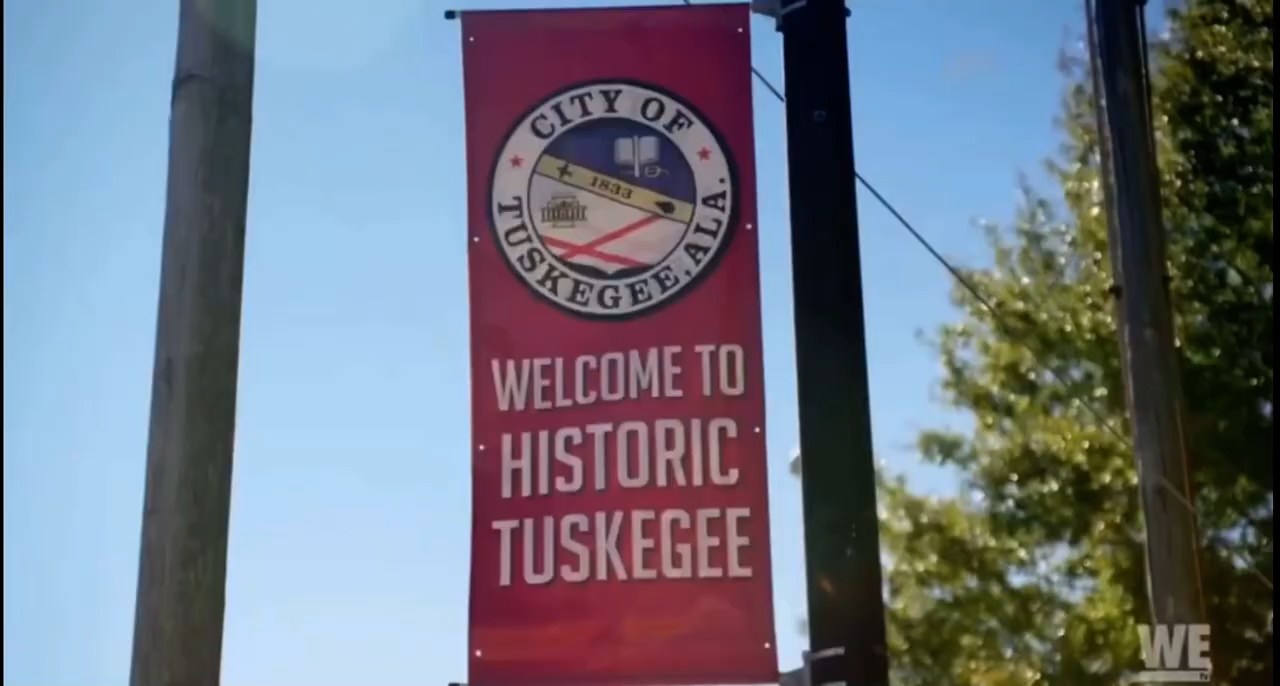 CITY OF
1833
TUSKEGEE, ALA.
WELCOME TO
HISTORIC
TUSKEGEE
WE
tv